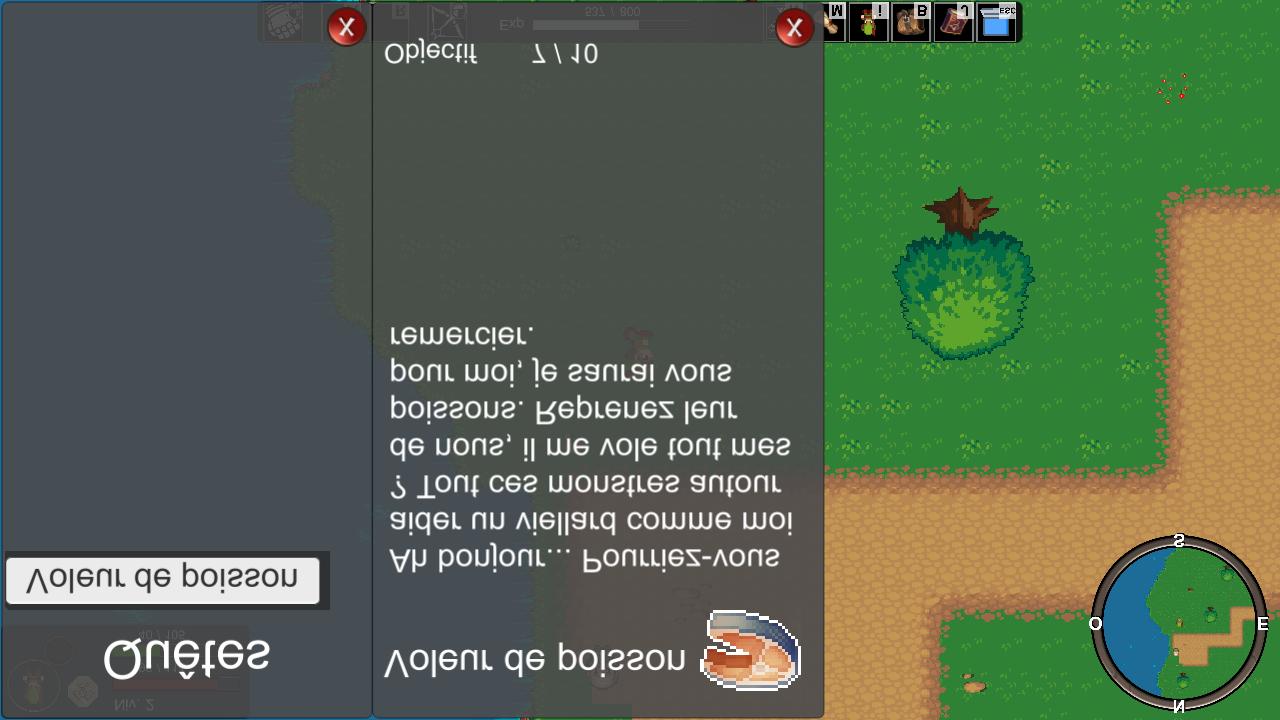 Niv. 2
Quêtes
Voleur de poisson
Voleur de poisson
Ah bonjour... Pourriez-vous
aider un viellard comme moi
? Tout ces monstres autour
de nous, il me vole tout mes
poissons. Reprenez leur
pour moi, je saurai vous
remercier.
Objectif 7 / 10
X
X
Exp 537 / 800
R
M
I
B
J
ESC
N
O
E
S